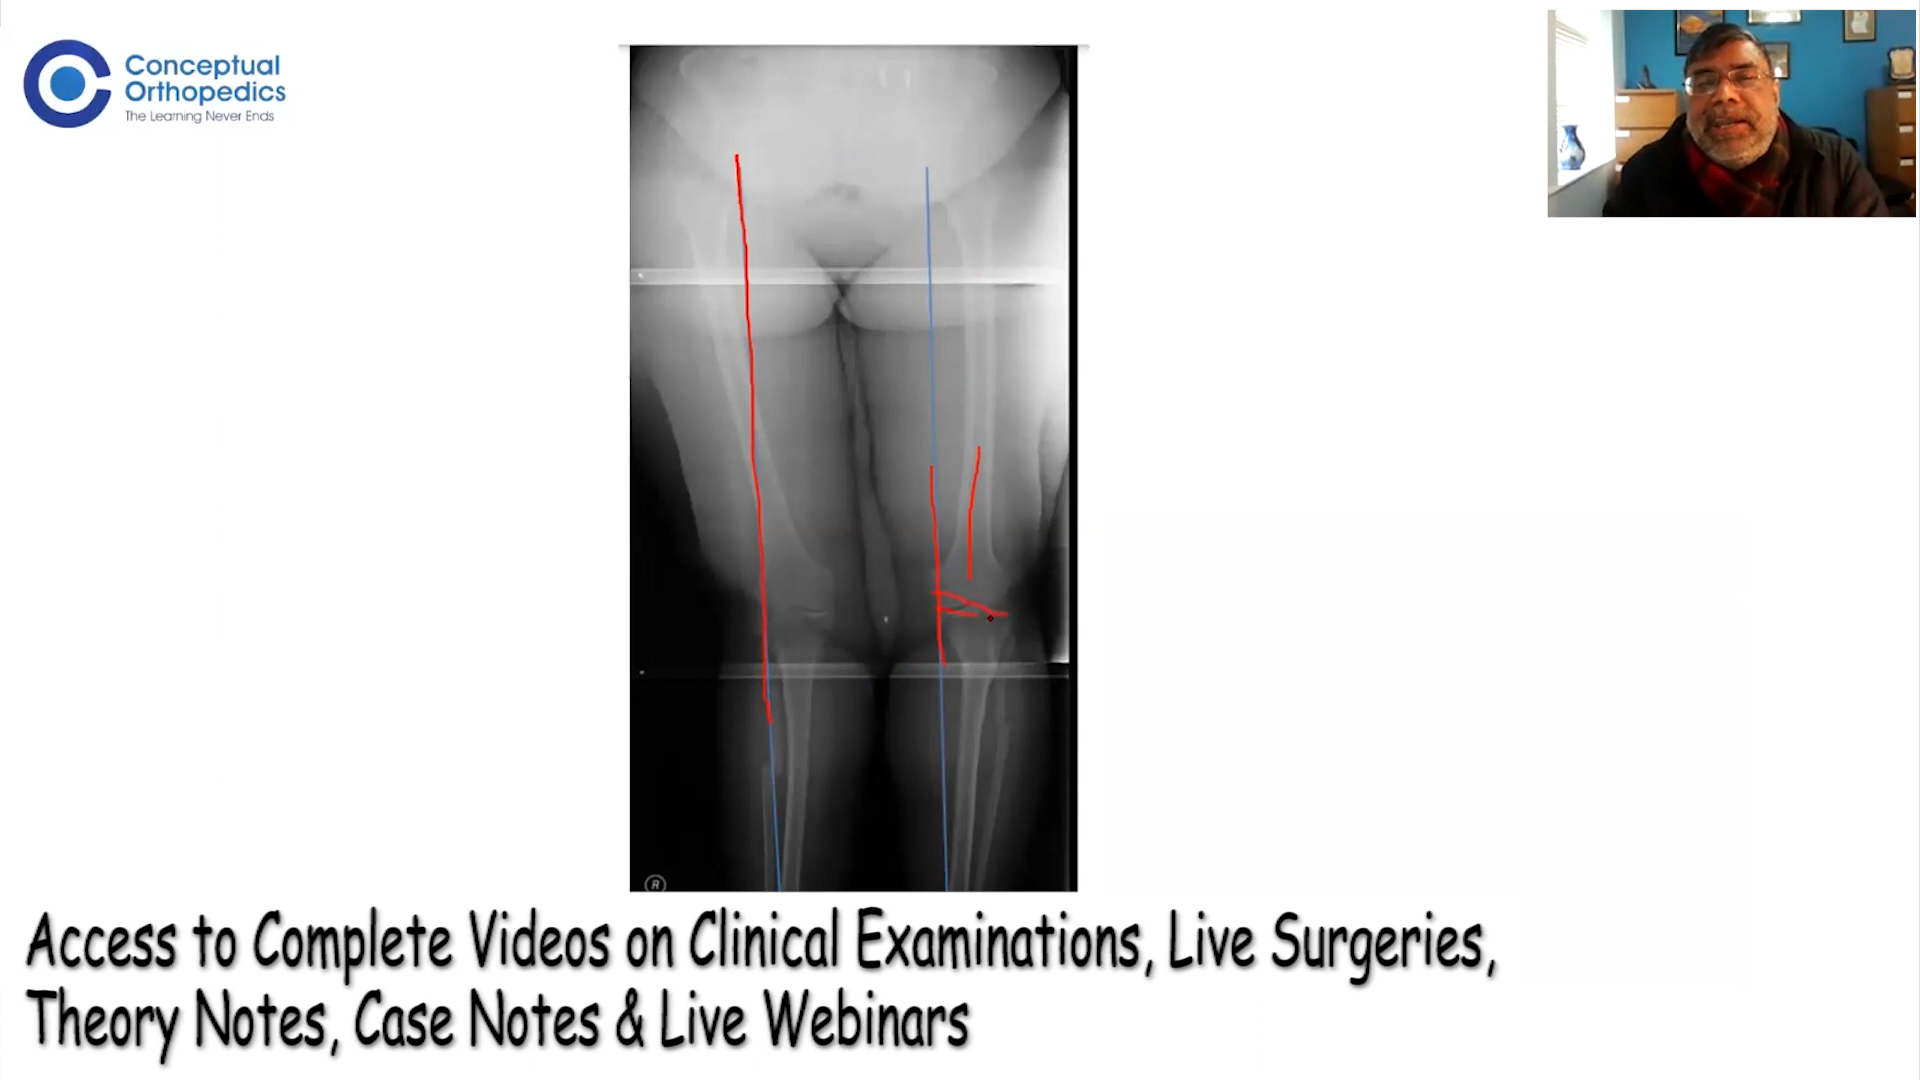 Conceptual
Orthopedics
The Learning Never Ends
R
Access to Complete Videos on Clinical Examinations, Live Surgeries,
Theory Notes, Case Notes & Live Webinars